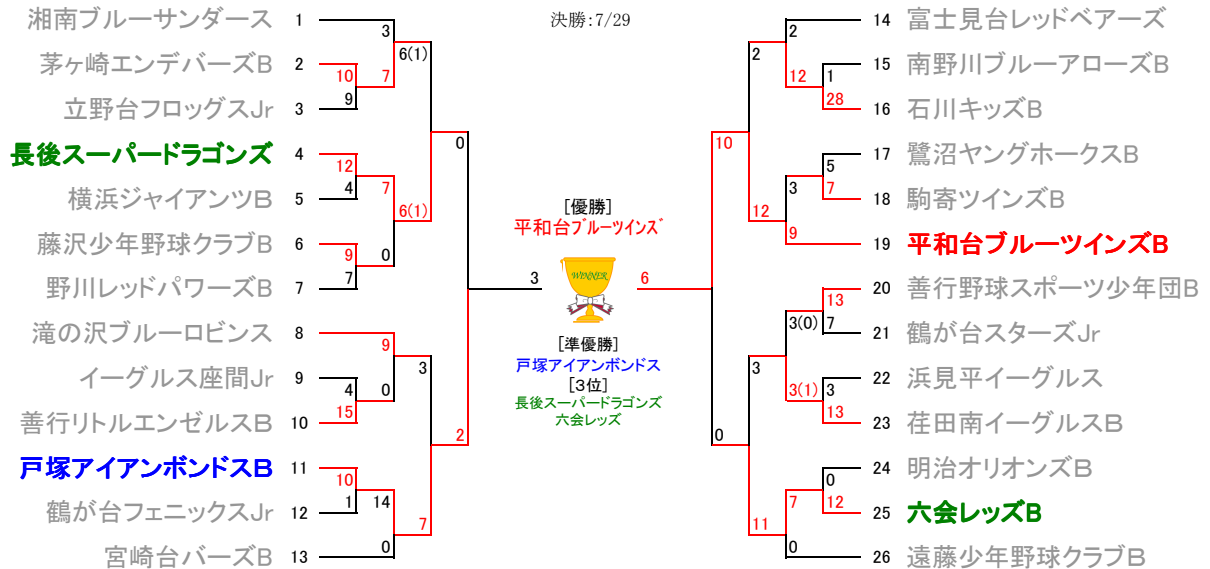 決勝:7/29
湘南ブルーサンダース 1
茅ヶ崎エンデバーズB 2
立野台フロッグスJr 3
長後スーパードラゴンズ 4
横浜ジャイアンツB 5
藤沢少年野球クラブB 6
野川レッドパワーズB 7
滝の沢ブルーロビンス 8
イーグルス座間Jr 9
善行リトルエンゼルスB 10
戸塚アイアンボンドスB 11
鶴が台フェニックスJr 12
宮崎台バーズB 13
3
10
7
9
12
4
7
9
7
0
9
4
0
15
10
1
14
0
6(1)
6(1)
3
7
0
2
3
[優勝]
平和台ブルーツインズ
WINNER
[準優勝]
戸塚アイアンボンドス
[3位]
長後スーパードラゴンズ
六会レッズ
6
10
0
2
12
3
11
2
12
1
28
3
5
7
9
3(0)
13
7
3(1)
3
13
7
0
12
0
14 富士見台レッドベアーズ
15 南野川ブルーアローズB
16 石川キッズB
17 鷺沼ヤングホークスB
18 駒寄ツインズB
19 平和台ブルーツインズB
20 善行野球スポーツ少年団B
21 鶴が台スターズJr
22 浜見平イーグルス
23 荏田南イーグルスB
24 明治オリオンズB
25 六会レッズB
26 遠藤少年野球クラブB